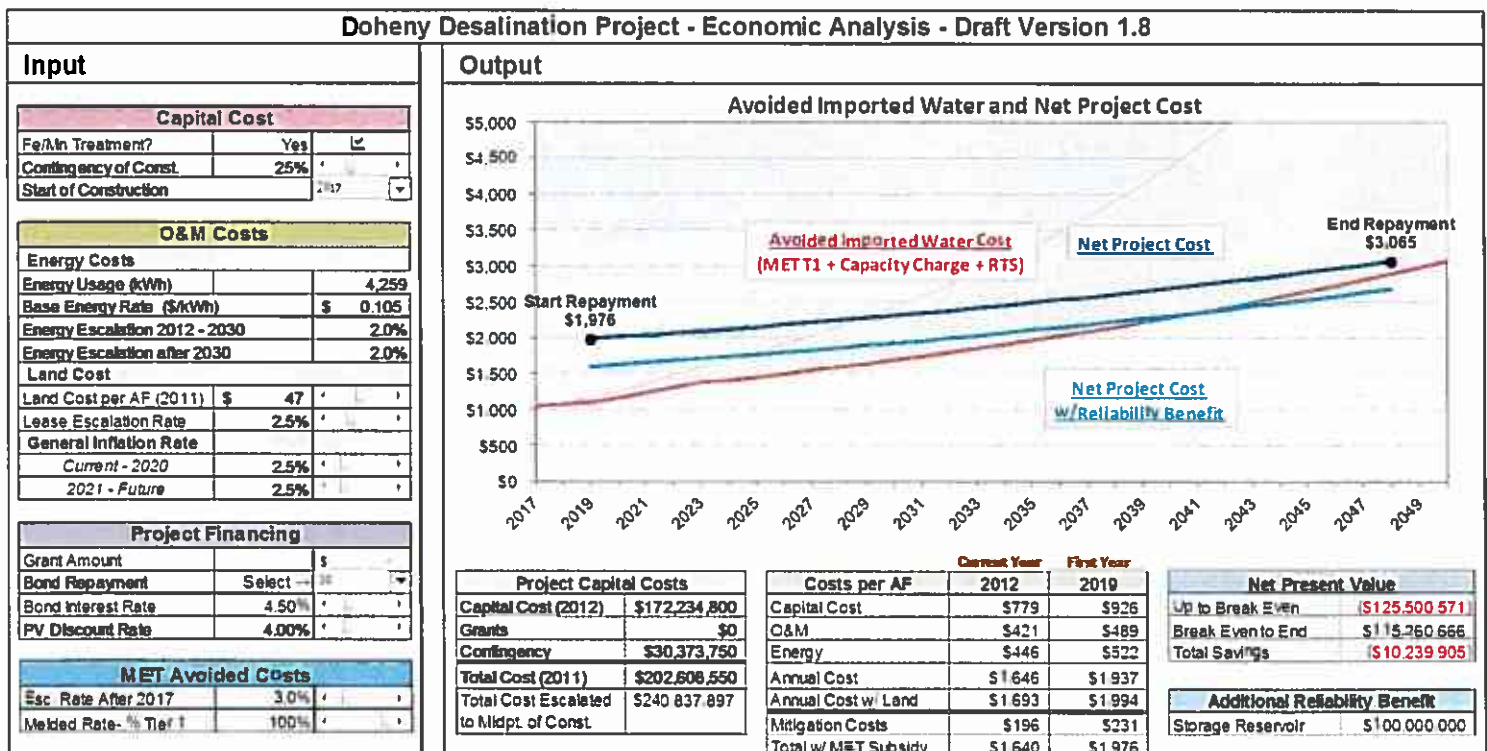 Doheny Desalination Project - Economic Analysis - Draft Version 1.8
Input
Capital Cost
Fe/Mn Treatment? Yes
Contingency of Const. 25%
Start of Construction 2017
O&M Costs
Energy Costs
Energy Usage (kWh) 4,259
Base Energy Rate ($/kWh) $ 0.105
Energy Escalation 2012 - 2030 2.0%
Energy Escalation after 2030 2.0%
Land Cost
Land Cost per AF (2011) $ 47
Lease Escalation Rate 2.5%
General Inflation Rate
Current - 2020 2.5%
2021 - Future 2.5%
Project Financing
Grant Amount $ -
Bond Repayment Select -- 30
Bond Interest Rate 4.50%
PV Discount Rate 4.00%
MET Avoided Costs
Esc. Rate After 2017 3.0%
Melded Rate- % Tier 1 100%
Output
Avoided Imported Water and Net Project Cost
$5,000
$4,500
$4,000
$3,500
$3,000
$2,500
$2,000
$1,500
$1,000
$500
$0
Avoided Imported Water Cost
(MET T1 + Capacity Charge + RTS)
Net Project Cost
End Repayment
$3,065
Start Repayment
$1,976
Net Project Cost
w/Reliability Benefit
2017 2019 2021 2023 2025 2027 2029 2031 2033 2035 2037 2039 2041 2043 2045 2047 2049
Project Capital Costs
Capital Cost (2012) $172,234,800
Grants $0
Contingency $30,373,750
Total Cost (2011) $202,608,550
Total Cost Escalated $240,837,897
to Midpt. of Const.
Current Year First Year
Costs per AF 2012 2019
Capital Cost $779 $926
O&M $421 $489
Energy $446 $522
Annual Cost $1,646 $1,937
Annual Cost w/ Land $1,693 $1,994
Mitigation Costs $196 $231
Total w/ MET Subsidy $1,640 $1,976
Net Present Value
Up to Break Even ($125,500,571)
Break Even to End $115,260,666
Total Savings ($10,239,905)
Additional Reliability Benefit
Storage Reservoir $100,000,000